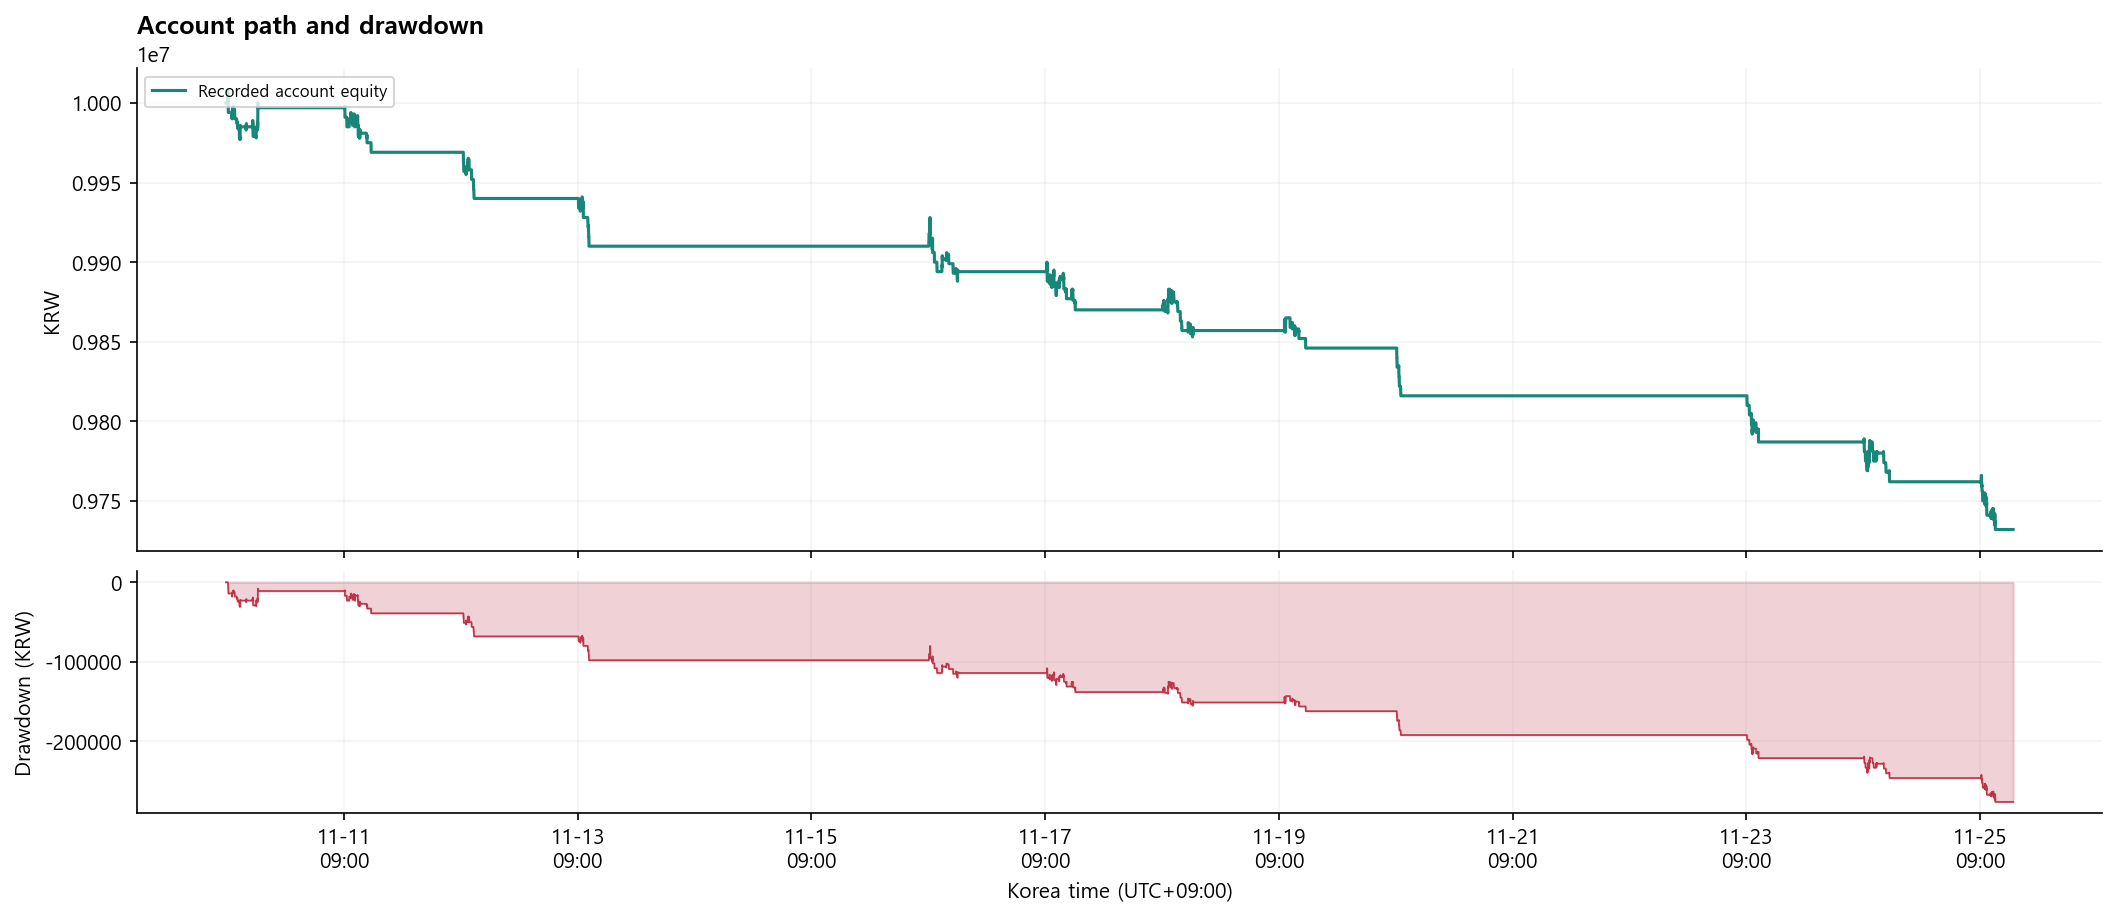 Account path and drawdown
1e7
Recorded account equity
1.000
0.995
0.990
0.985
0.980
0.975
KRW
0
-100000
-200000
Drawdown (KRW)
11-11 11-13 11-15 11-17 11-19 11-21 11-23 11-25
09:00 09:00 09:00 09:00 09:00 09:00 09:00 09:00
Korea time (UTC+09:00)